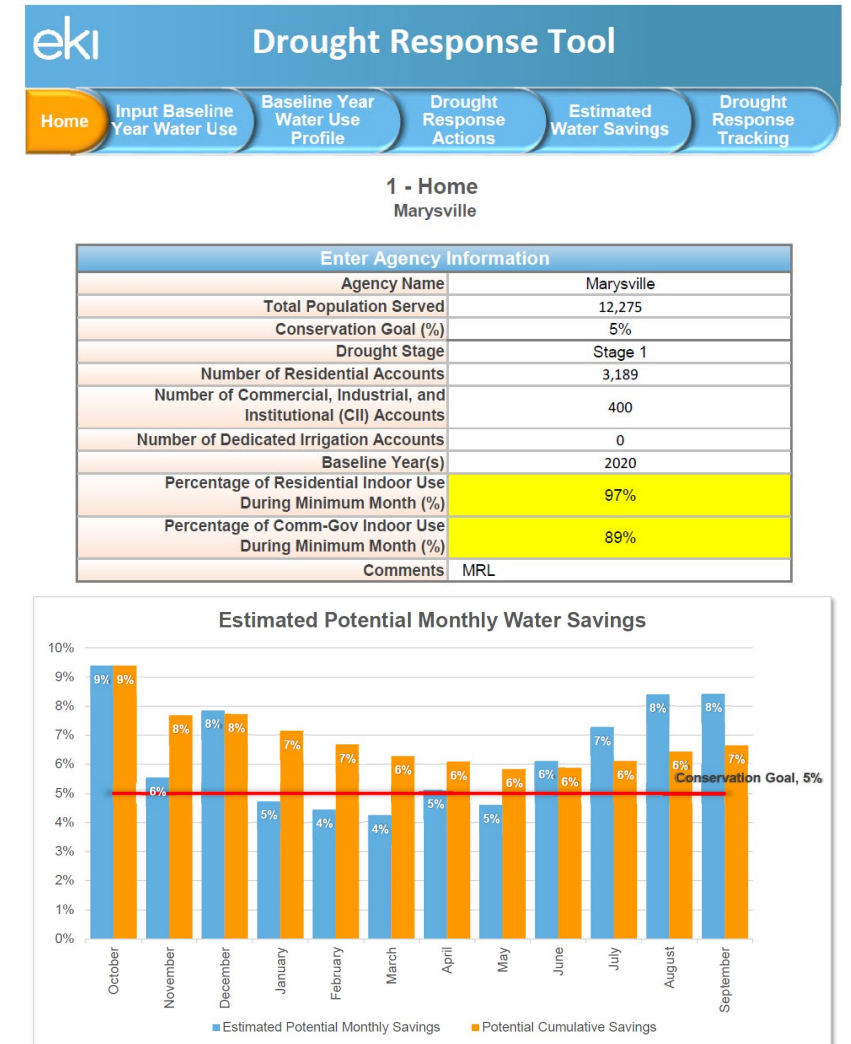 eki
Drought Response Tool
Home
Input Baseline
Year Water Use
Baseline Year
Water Use
Profile
Drought
Response
Actions
Estimated
Water Savings
Drought
Response
Tracking
1 - Home
Marysville
Enter Agency Information
Agency Name Marysville
Total Population Served 12,275
Conservation Goal (%) 5%
Drought Stage Stage 1
Number of Residential Accounts 3,189
Number of Commercial, Industrial, and
Institutional (CII) Accounts 400
Number of Dedicated Irrigation Accounts 0
Baseline Year(s) 2020
Percentage of Residential Indoor Use
During Minimum Month (%) 97%
Percentage of Comm-Gov Indoor Use
During Minimum Month (%) 89%
Comments MRL
Estimated Potential Monthly Water Savings
10%
9%
8%
7%
6%
5%
4%
3%
2%
1%
0%
9% 9%
6% 8%
8% 8%
5% 7%
4% 7%
4% 6%
5% 6%
5% 6%
6% 6%
7% 6%
8% 6%
8% 7%
Conservation Goal, 5%
October
November
December
January
February
March
April
May
June
July
August
September
Estimated Potential Monthly Savings
Potential Cumulative Savings